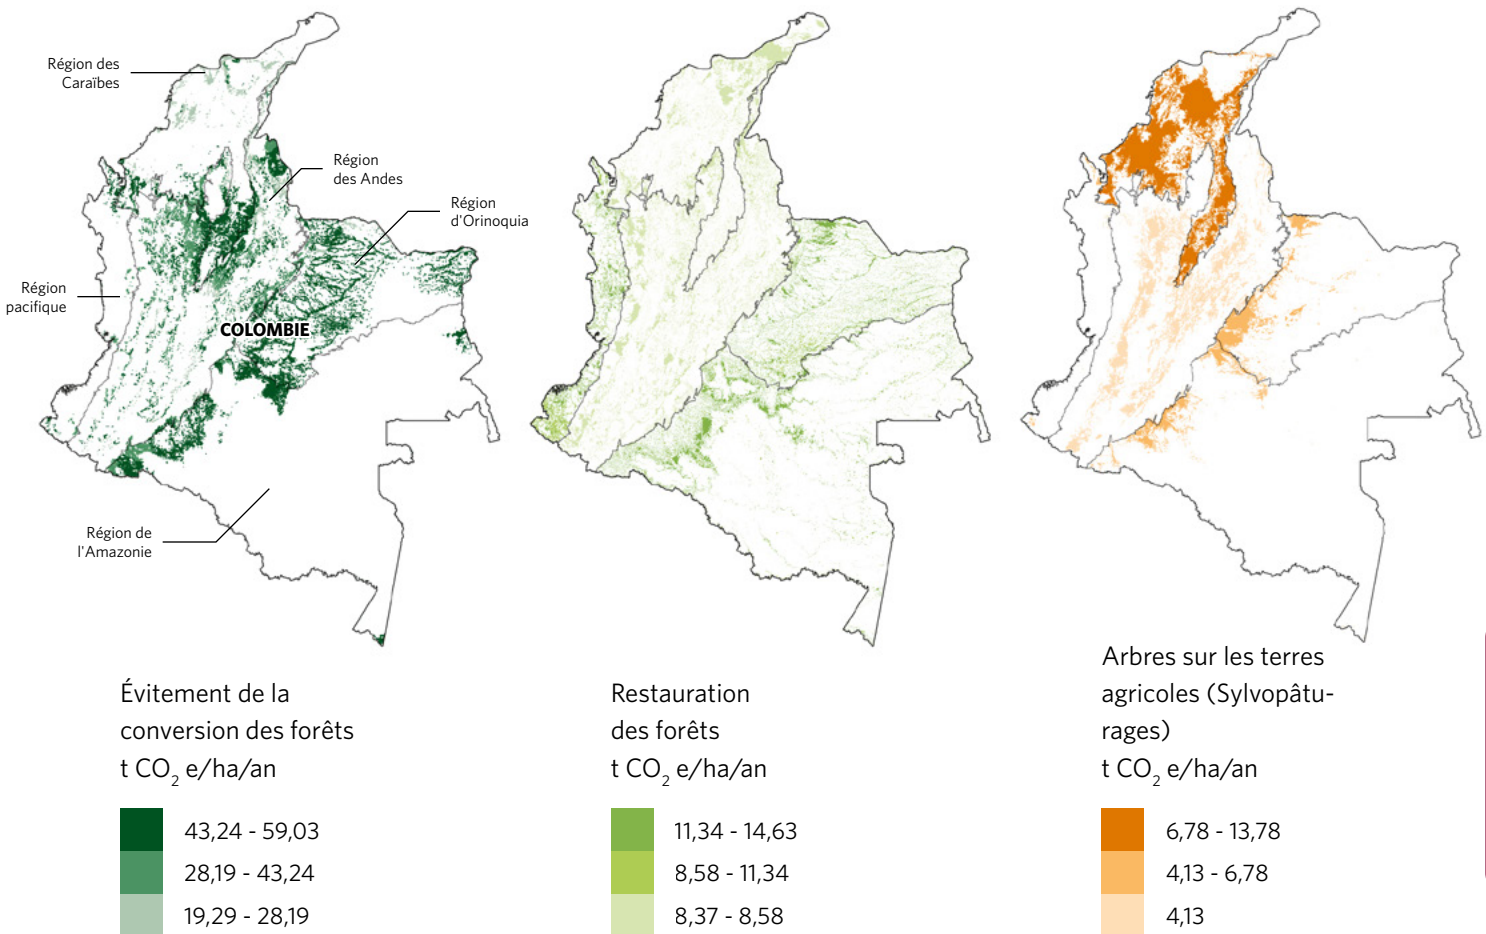 Région des
Caraïbes
Région
des Andes
Région
d'Orinoquia
Région
pacifique
COLOMBIE
Région de
l'Amazonie
Évitement de la
conversion des forêts
t CO₂ e/ha/an
43,24 - 59,03
28,19 - 43,24
19,29 - 28,19
Restauration
des forêts
t CO₂ e/ha/an
11,34 - 14,63
8,58 - 11,34
8,37 - 8,58
Arbres sur les terres
agricoles (Sylvopâtu-
rages)
t CO₂ e/ha/an
6,78 - 13,78
4,13 - 6,78
4,13